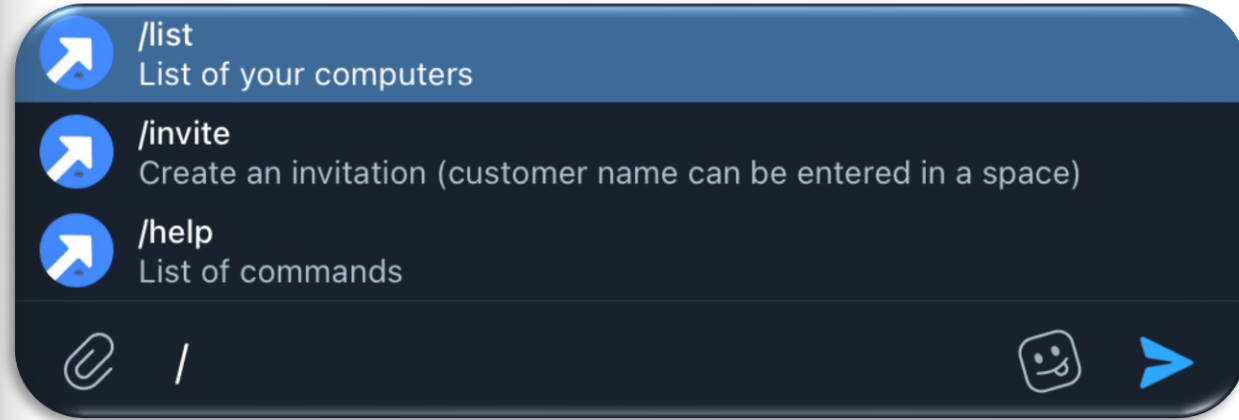 /list
List of your computers
/invite
Create an invitation (customer name can be entered in a space)
/help
List of commands
/